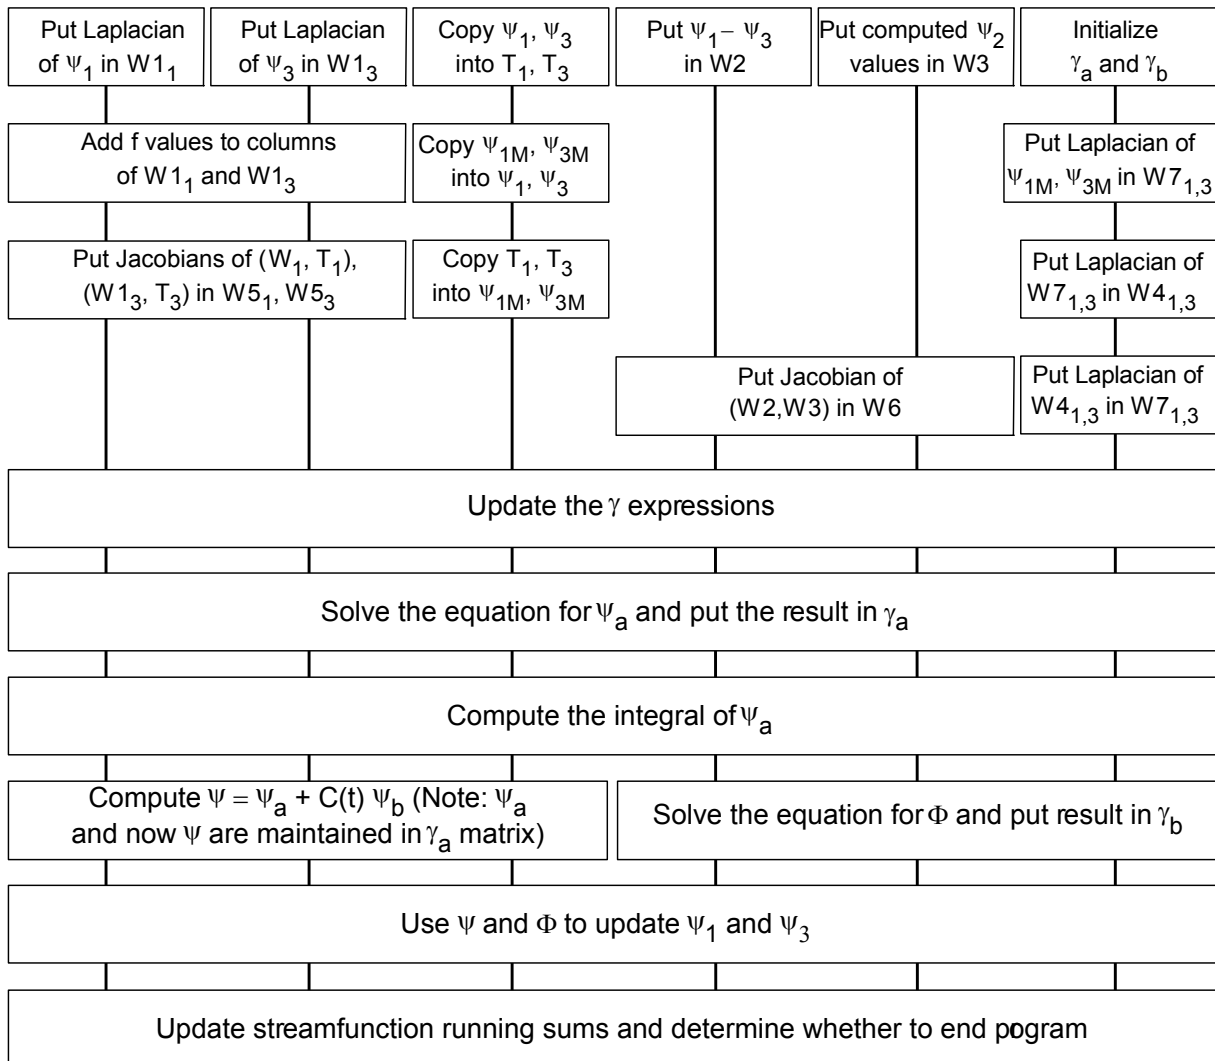 Put Laplacian
of ψ₁ in W1₁
Put Laplacian
of ψ₃ in W1₃
Copy ψ₁, ψ₃
into T₁, T₃
Put ψ₁ – ψ₃
in W2
Put computed ψ₂
values in W3
Initialize
γₐ and γ_b
Add f values to columns
of W1₁ and W1₃
Copy ψ₁M, ψ₃M
into ψ₁, ψ₃
Put Laplacian of
ψ₁M, ψ₃M in W7₁,₃
Put Jacobians of (W₁, T₁),
(W1₃, T₃) in W5₁, W5₃
Copy T₁, T₃
into ψ₁M, ψ₃M
Put Laplacian of
W7₁,₃ in W4₁,₃
Put Jacobian of
(W2,W3) in W6
Put Laplacian of
W4₁,₃ in W7₁,₃
Update the γ expressions
Solve the equation for ψₐ and put the result in γₐ
Compute the integral of ψₐ
Compute ψ = ψₐ + C(t) ψ_b (Note: ψₐ
and now ψ are maintained in γₐ matrix)
Solve the equation for Φ and put result in γ_b
Use ψ and Φ to update ψ₁ and ψ₃
Update streamfunction running sums and determine whether to end program